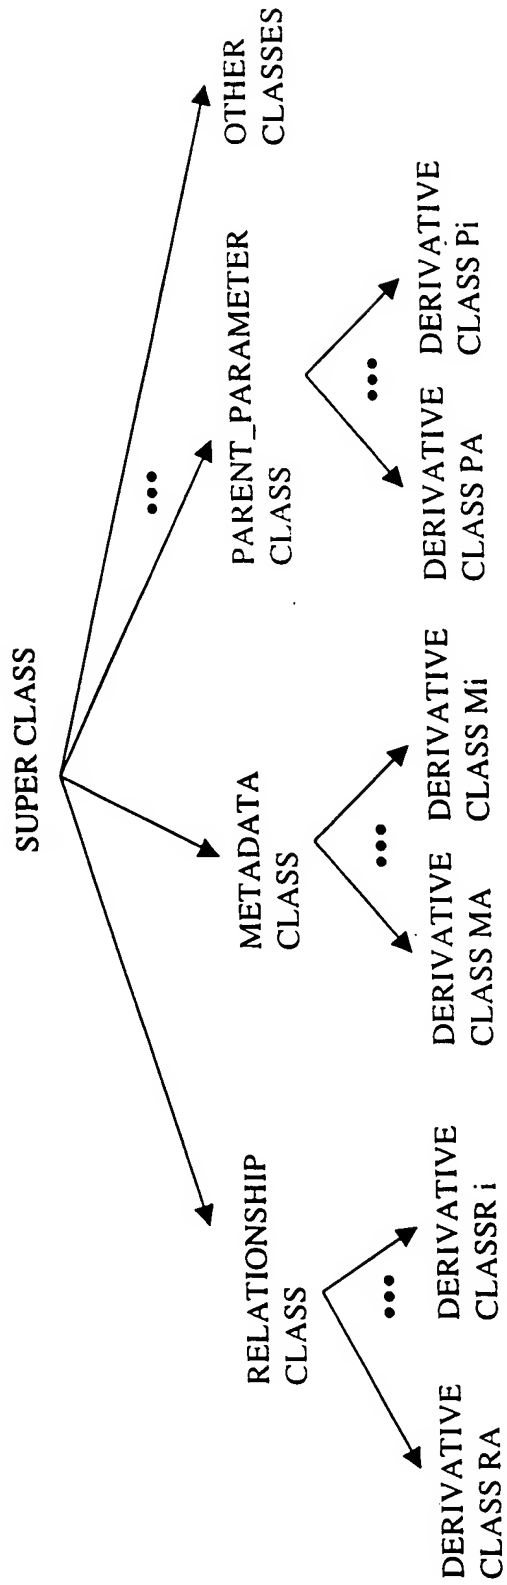 SUPER CLASS
RELATIONSHIP
CLASS
METADATA
CLASS
•••
PARENT_PARAMETER
CLASS
OTHER
CLASSES
•••
•••
•••
DERIVATIVE
CLASS RA
DERIVATIVE
CLASSR i
DERIVATIVE
CLASS MA
DERIVATIVE
CLASS Mi
DERIVATIVE
CLASS PA
DERIVATIVE
CLASS Pi